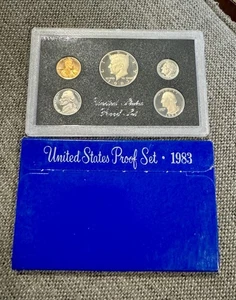 United States
Proof Set
United States Proof Set • 1983